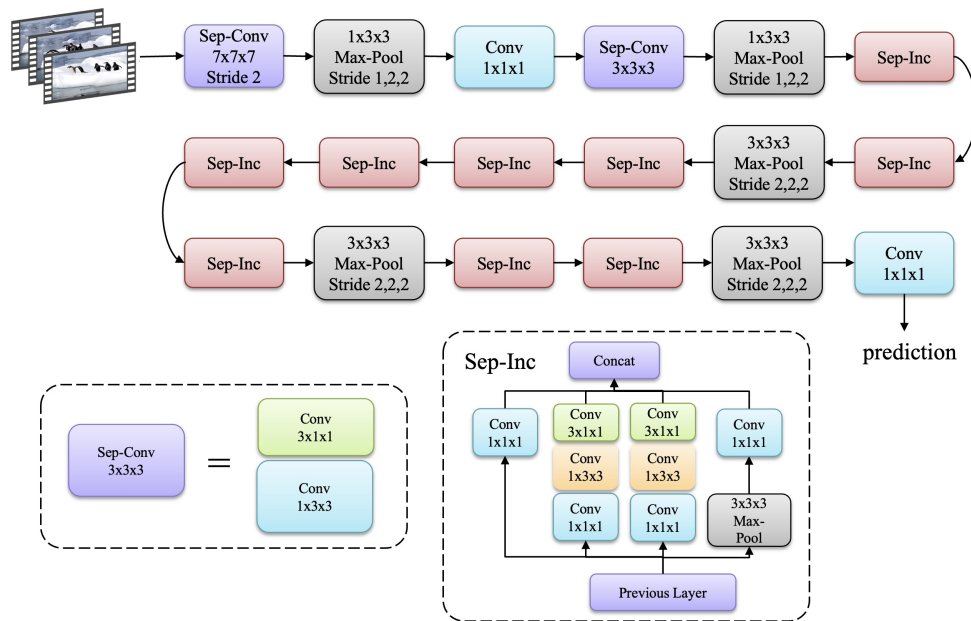 Sep-Conv
7x7x7
Stride 2
1x3x3
Max-Pool
Stride 1,2,2
Conv
1x1x1
Sep-Conv
3x3x3
1x3x3
Max-Pool
Stride 1,2,2
Sep-Inc
Sep-Inc
Sep-Inc
Sep-Inc
Sep-Inc
3x3x3
Max-Pool
Stride 2,2,2
Sep-Inc
Sep-Inc
3x3x3
Max-Pool
Stride 2,2,2
Sep-Inc
Sep-Inc
3x3x3
Max-Pool
Stride 2,2,2
Conv
1x1x1
prediction
Sep-Conv
3x3x3
=
Conv
3x1x1
Conv
1x3x3
Sep-Inc
Concat
Conv
1x1x1
Conv
3x1x1
Conv
3x1x1
Conv
1x1x1
Conv
1x3x3
Conv
1x3x3
Conv
1x1x1
Conv
1x1x1
3x3x3
Max-
Pool
Previous Layer